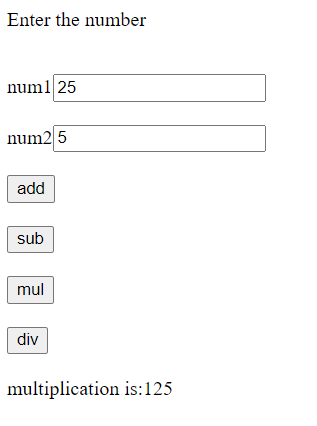 Enter the number
num1 25
num2 5
add
sub
mul
div
multiplication is:125